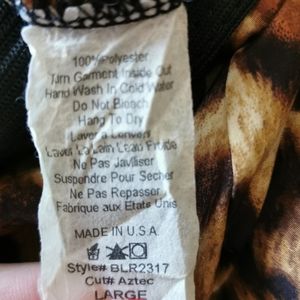 100% Polyester
Turn Garment Inside Out
Hand Wash In Cold Water
Do Not Bleach
Hang To Dry
Laver a L'envers
Laver La Lain L'eau Froide
Ne Pas Javlliser
Suspendre Pour Secher
Ne Pas Repasser
Fabrique aux Etats Unis
MADE IN U.S.A
Style# BLR2317
Cut# Aztec
LARGE